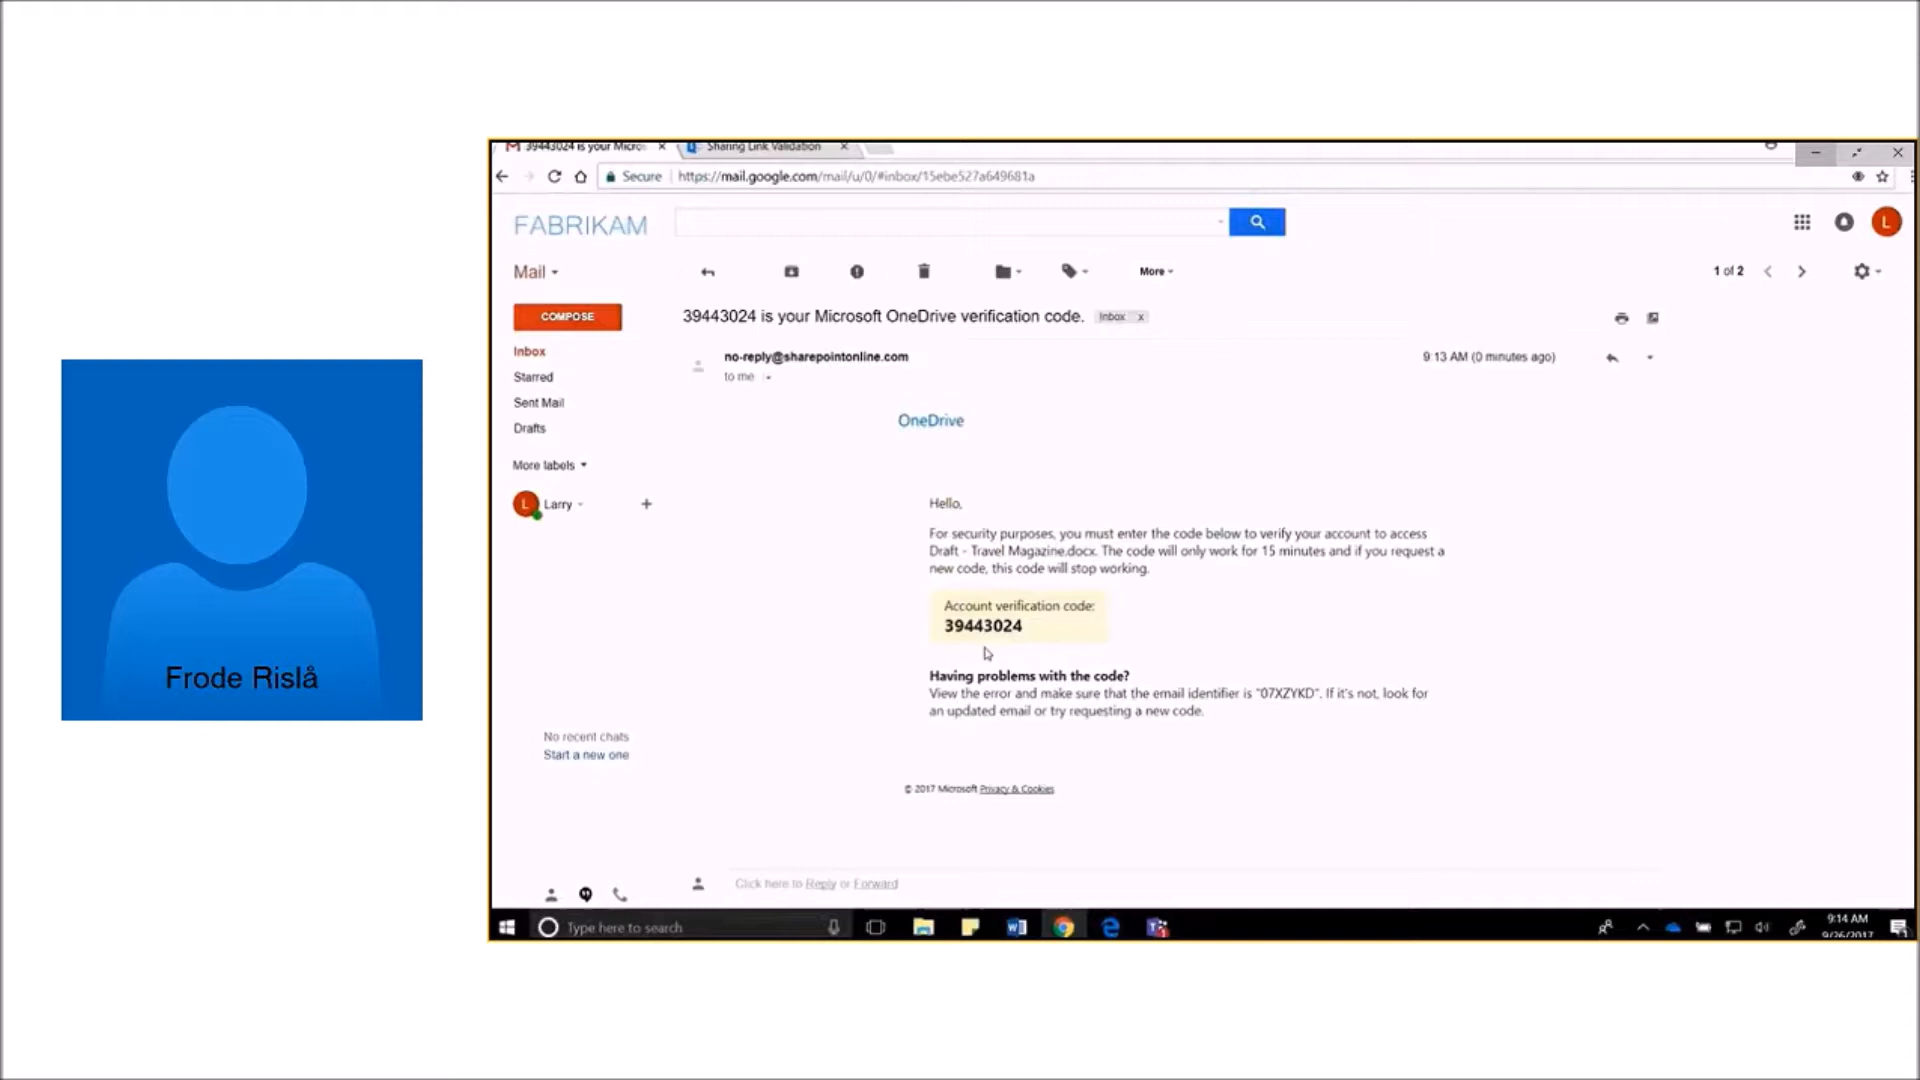 Frode Rislå
39443024 is your Micros
Sharing Link Validation
Secure
https://mail.google.com/mail/u/0/#inbox/15ebe527a649681a
FABRIKAM
Mail
More
1 of 2
COMPOSE
39443024 is your Microsoft OneDrive verification code.
Inbox x
Inbox
no-reply@sharepointonline.com
9:13 AM (0 minutes ago)
to me
Starred
Sent Mail
Drafts
More labels
L Larry
L
OneDrive
Hello,
For security purposes, you must enter the code below to verify your account to access
Draft - Travel Magazine.docx. The code will only work for 15 minutes and if you request a
new code, this code will stop working.
Account verification code:
39443024
Having problems with the code?
View the error and make sure that the email identifier is "07XZYKD". If it's not, look for
an updated email or try requesting a new code.
No recent chats
Start a new one
© 2017 Microsoft Privacy & Cookies
Click here to Reply or Forward
Type here to search
9:14 AM
9/26/2017